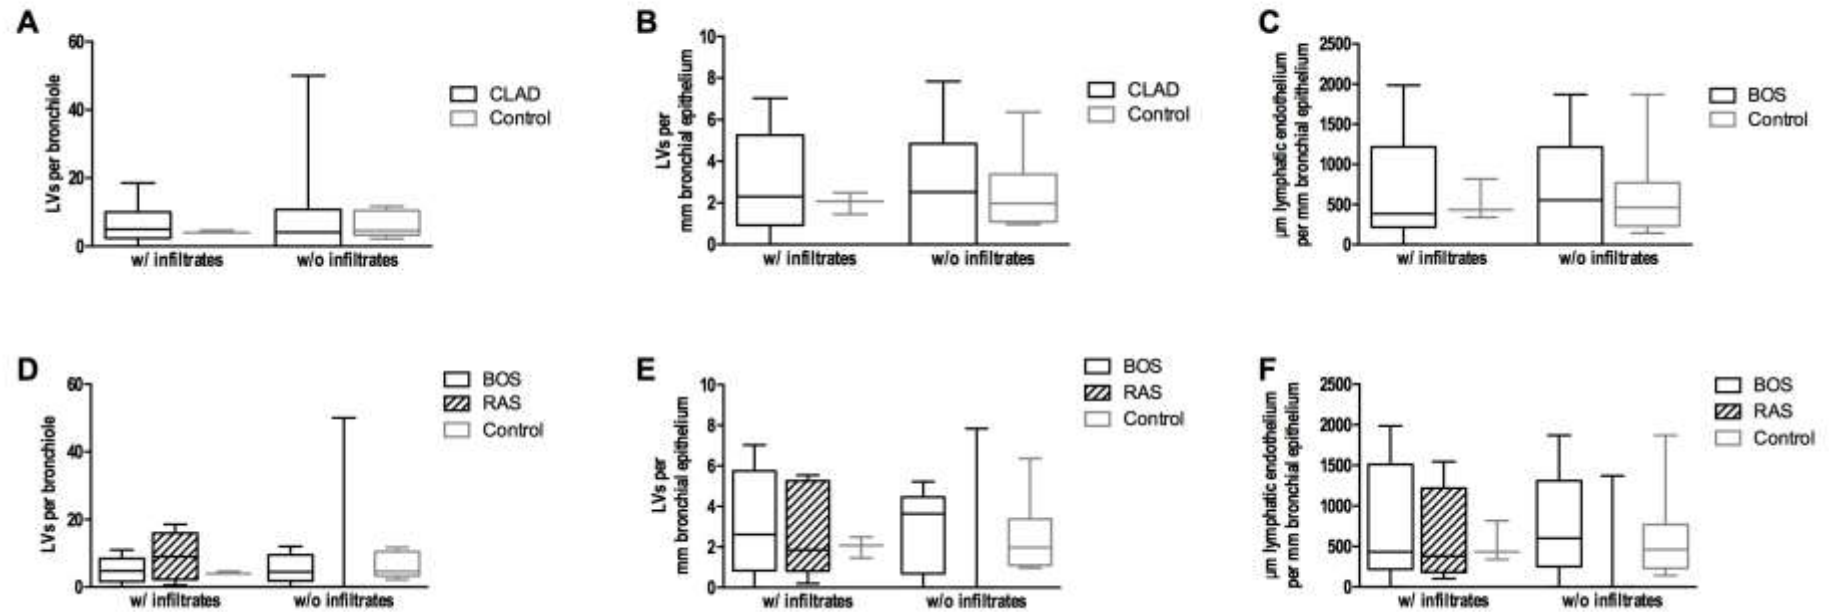 A
LVs per bronchiole
60
40
20
0
w/ infiltrates
w/o infiltrates
CLAD
Control
B
LVs per
mm bronchial epithelium
10
8
6
4
2
0
w/ infiltrates
w/o infiltrates
CLAD
Control
C
µm lymphatic endothelium
per mm bronchial epithelium
2500
2000
1500
1000
500
0
w/ infiltrates
w/o infiltrates
BOS
Control
D
LVs per bronchiole
60
40
20
0
w/ infiltrates
w/o infiltrates
BOS
RAS
Control
E
LVs per
mm bronchial epithelium
10
8
6
4
2
0
w/ infiltrates
w/o infiltrates
BOS
RAS
Control
F
µm lymphatic endothelium
per mm bronchial epithelium
2500
2000
1500
1000
500
0
w/ infiltrates
w/o infiltrates
BOS
RAS
Control